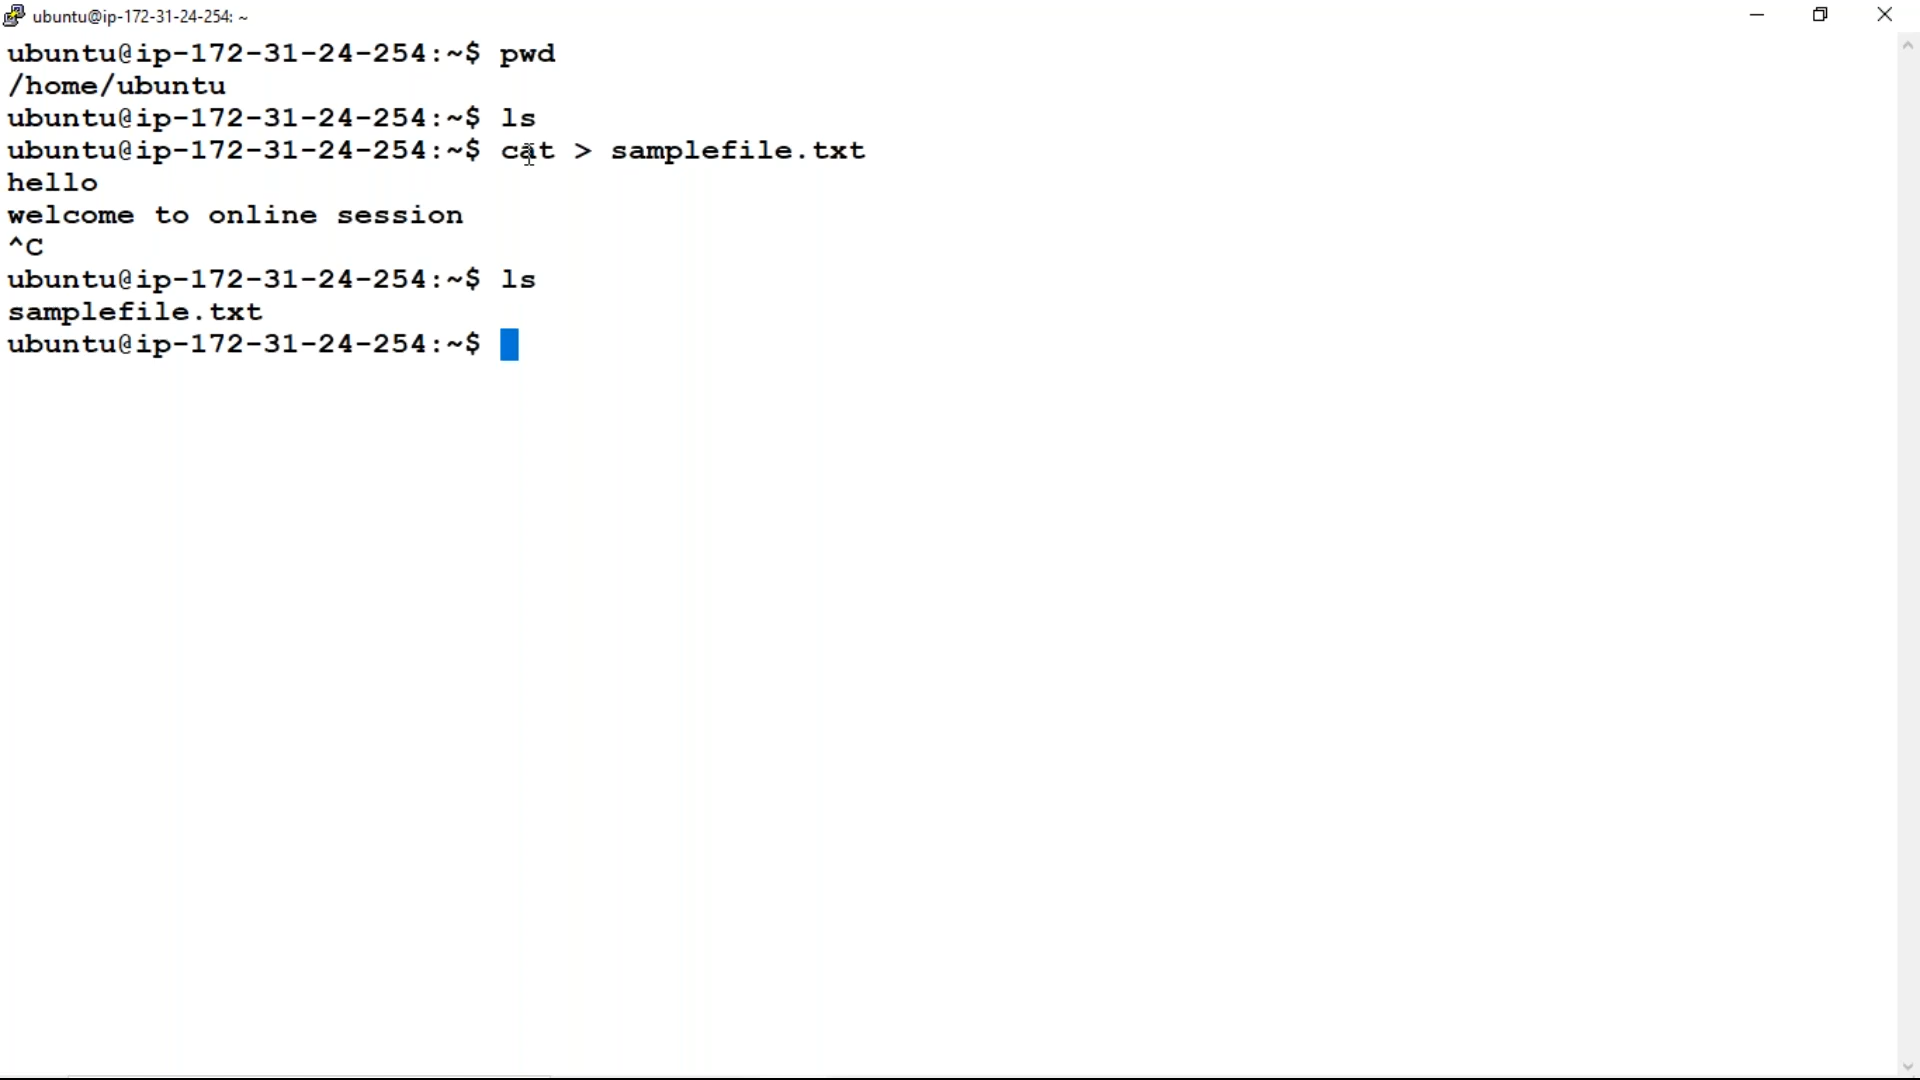 ubuntu@ip-172-31-24-254: ~
ubuntu@ip-172-31-24-254:~$ pwd
/home/ubuntu
ubuntu@ip-172-31-24-254:~$ ls
ubuntu@ip-172-31-24-254:~$ cat > samplefile.txt
hello
welcome to online session
^C
ubuntu@ip-172-31-24-254:~$ ls
samplefile.txt
ubuntu@ip-172-31-24-254:~$